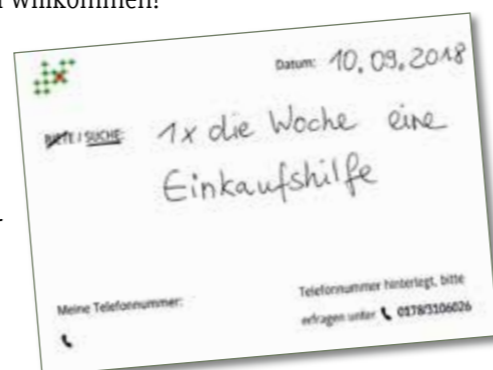 willkommen!
Datum: 10.09.2018
BIETE / SUCHE: 1x die Woche eine
Einkaufshilfe
Meine Telefonnummer:
Telefonnummer hinterlegt, bitte
erfragen unter 0178/3106026